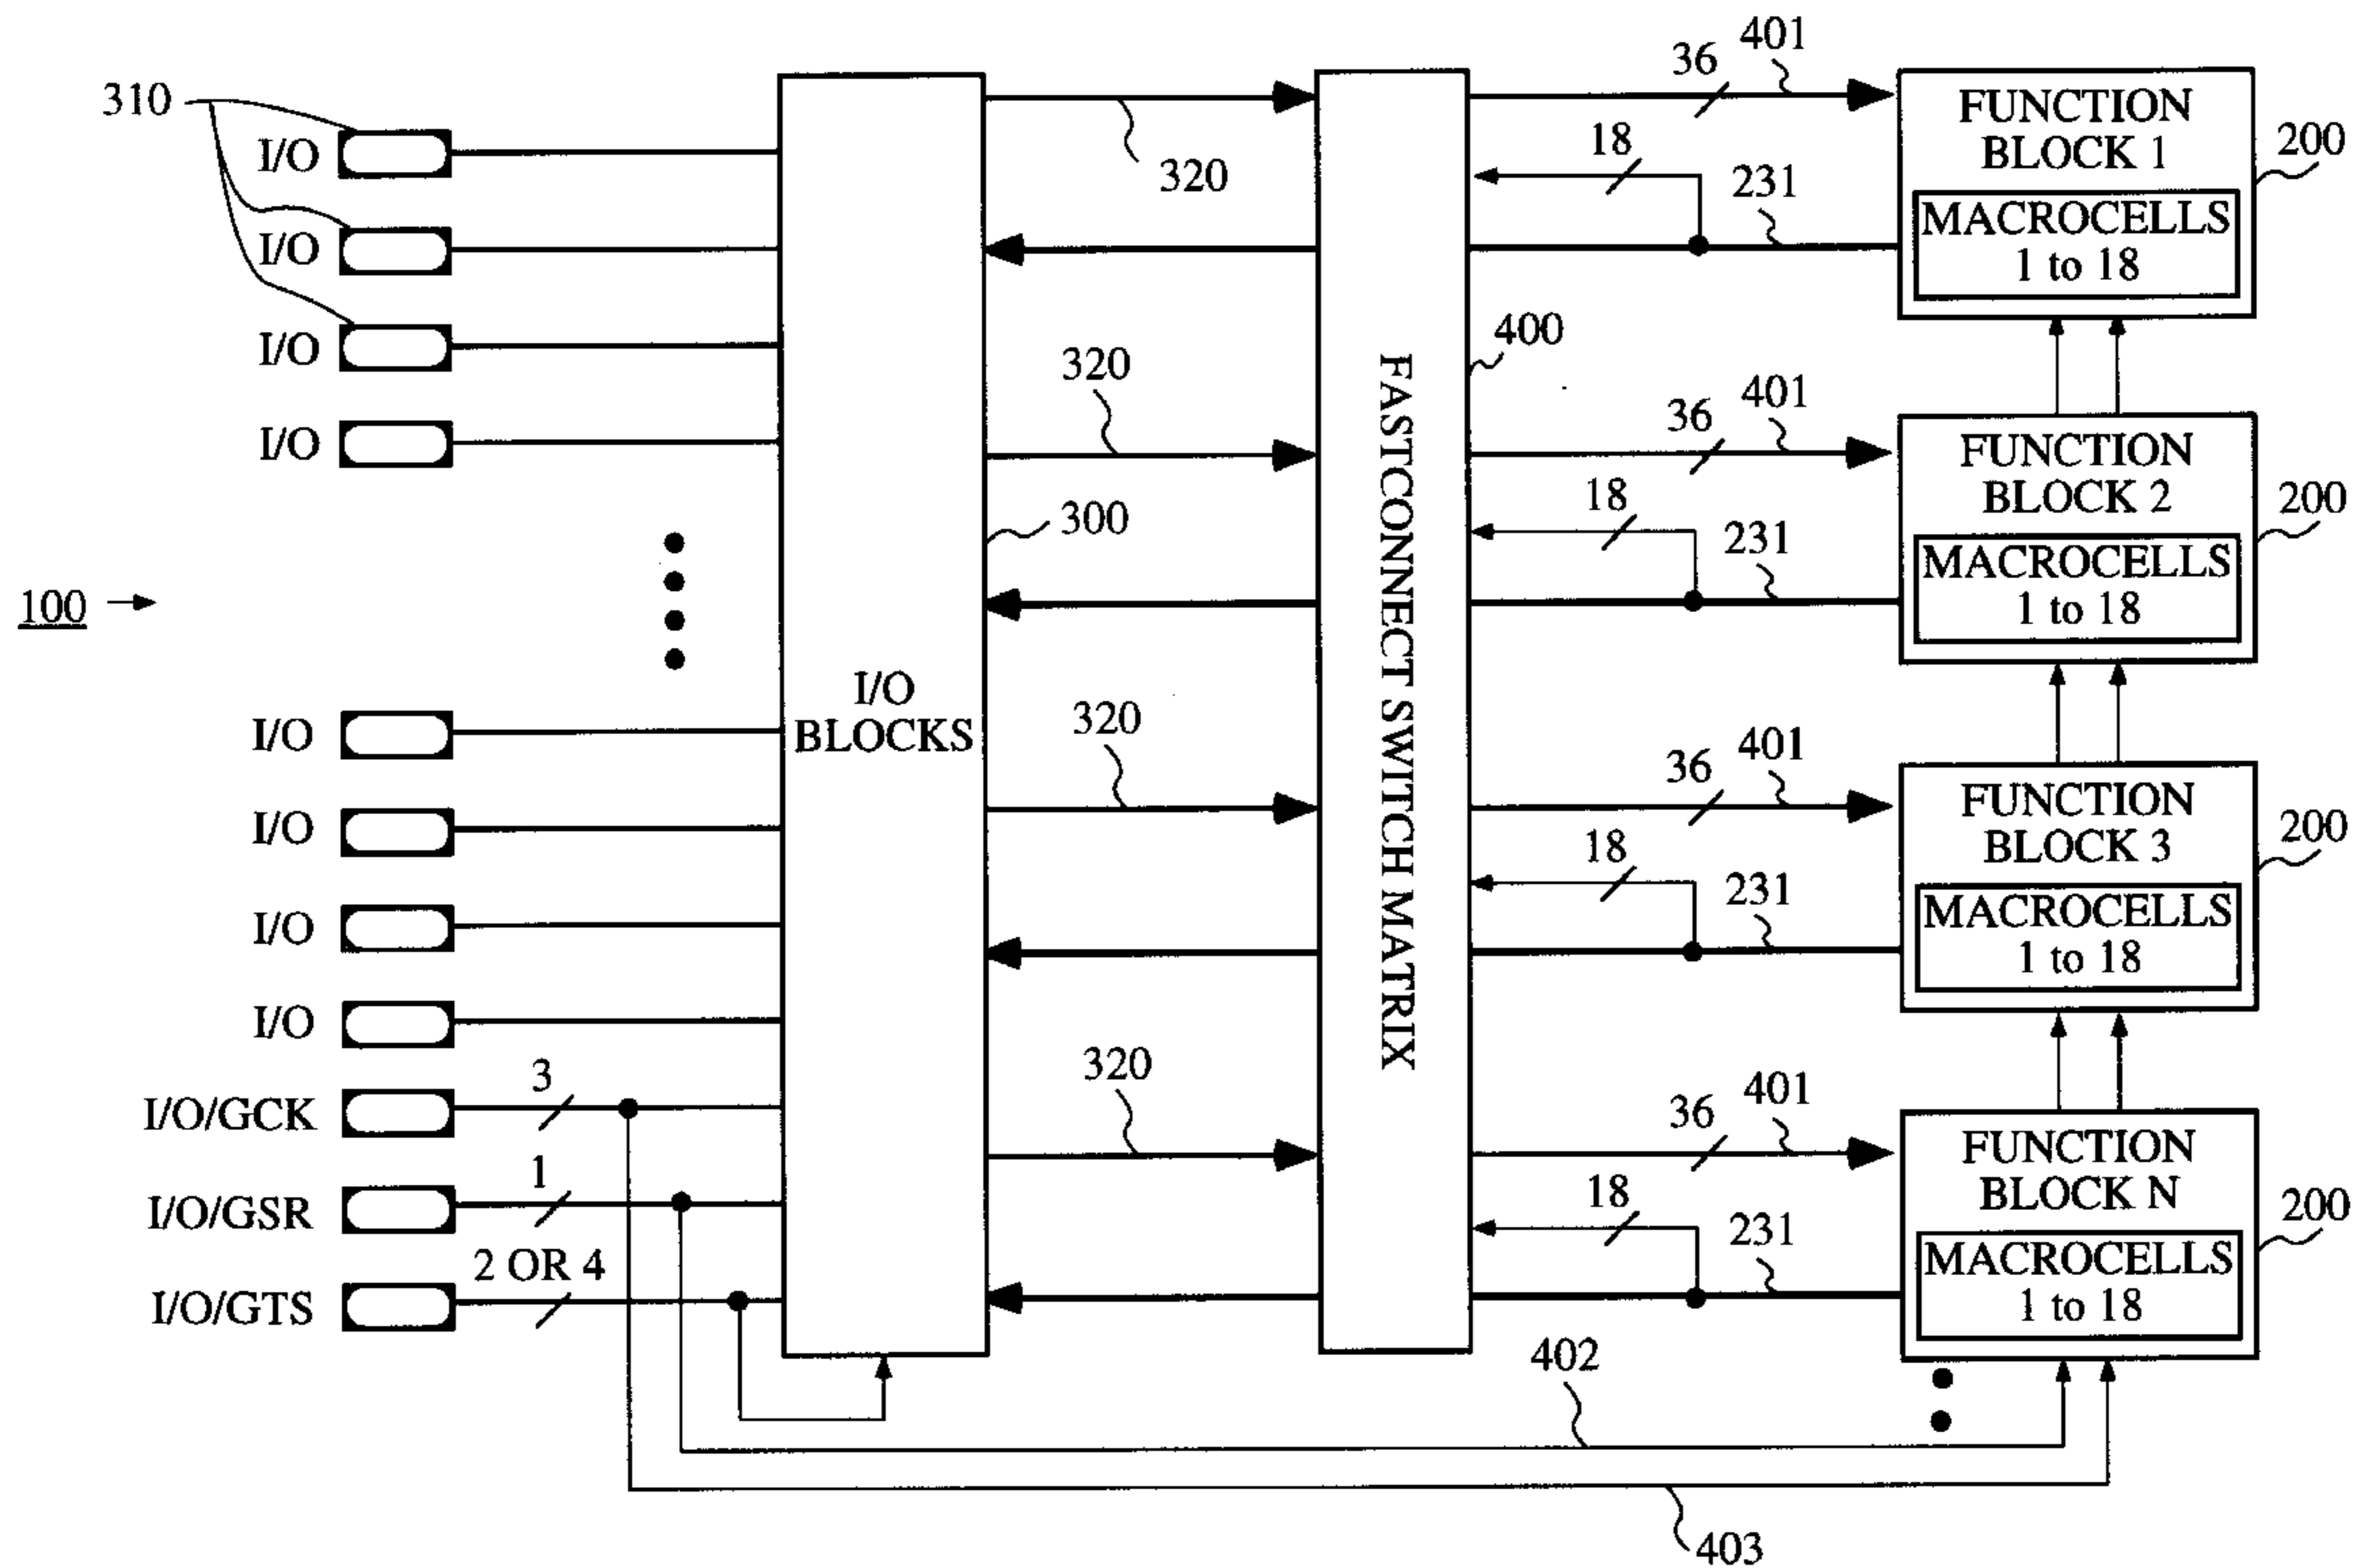 310
I/O
I/O
I/O
I/O
100
I/O
I/O
I/O
I/O
I/O/GCK
3
I/O/GSR
1
I/O/GTS
2 OR 4
I/O
BLOCKS
300
320
320
320
320
FASTCONNECT SWITCH MATRIX
400
36
401
18
231
FUNCTION
BLOCK 1
MACROCELLS
1 to 18
200
36
401
18
231
FUNCTION
BLOCK 2
MACROCELLS
1 to 18
200
36
401
18
231
FUNCTION
BLOCK 3
MACROCELLS
1 to 18
200
36
401
18
231
FUNCTION
BLOCK N
MACROCELLS
1 to 18
200
402
403